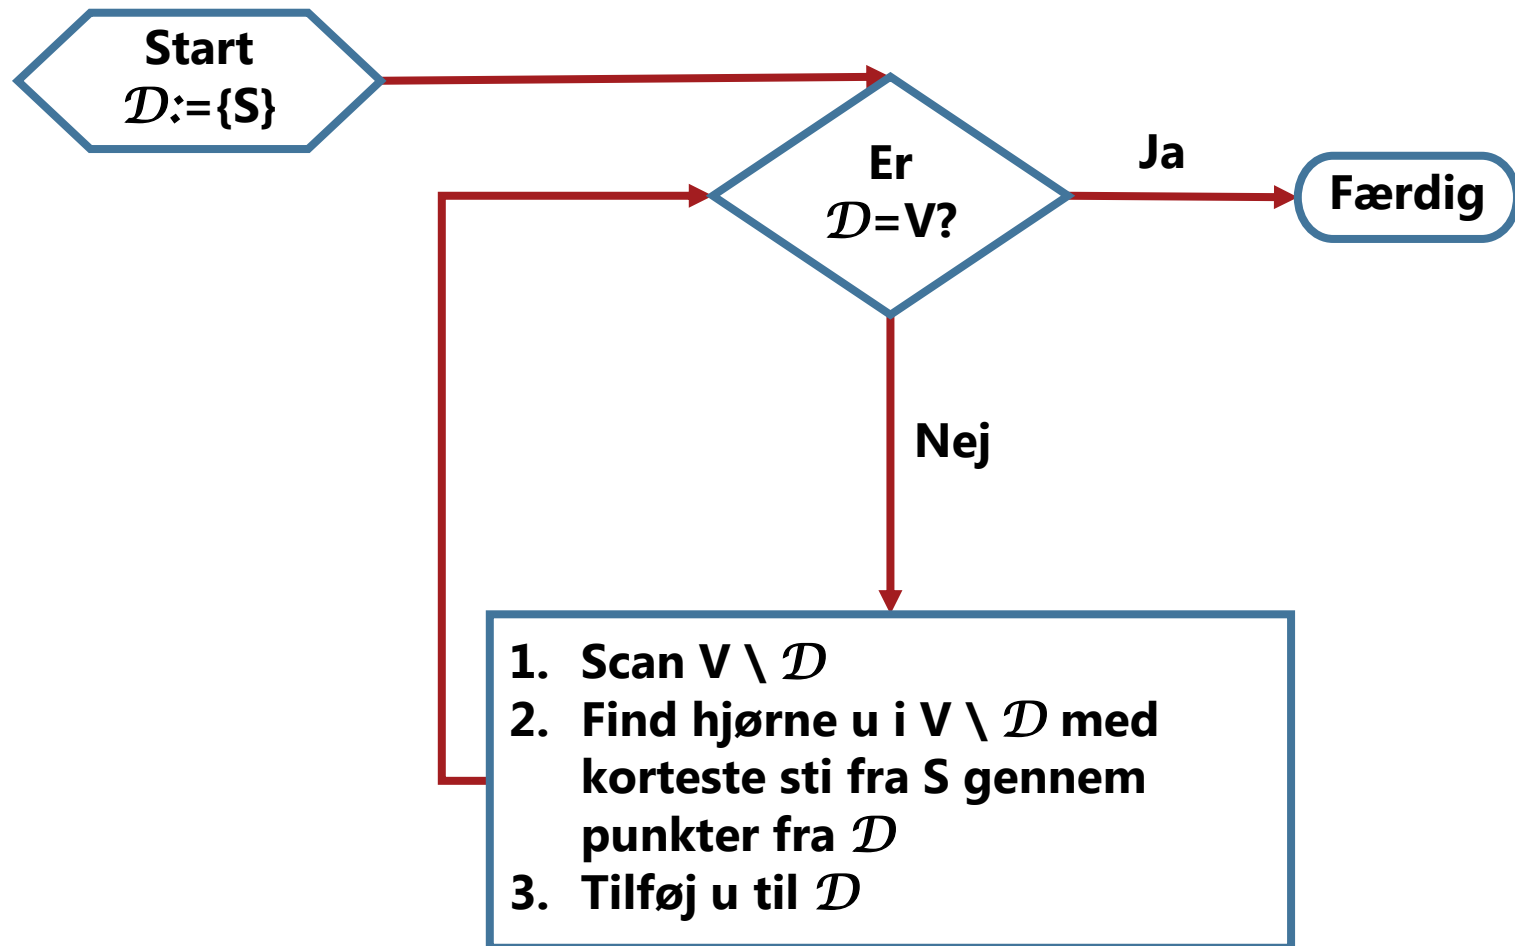 Start
𝒟:={S}
Er
𝒟=V?
Ja
Færdig
Nej
1. Scan V \ 𝒟
2. Find hjørne u i V \ 𝒟 med
korteste sti fra S gennem
punkter fra 𝒟
3. Tilføj u til 𝒟